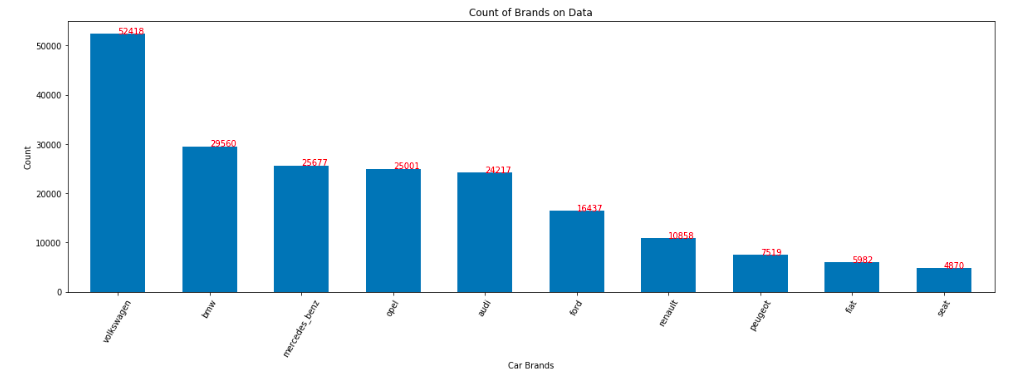 Count of Brands on Data
Count
50000
40000
30000
20000
10000
0
52418
29560
25677
25001
24217
16437
10858
7519
5982
4870
volkswagen
bmw
mercedes_benz
opel
audi
ford
renault
peugeot
fiat
seat
Car Brands